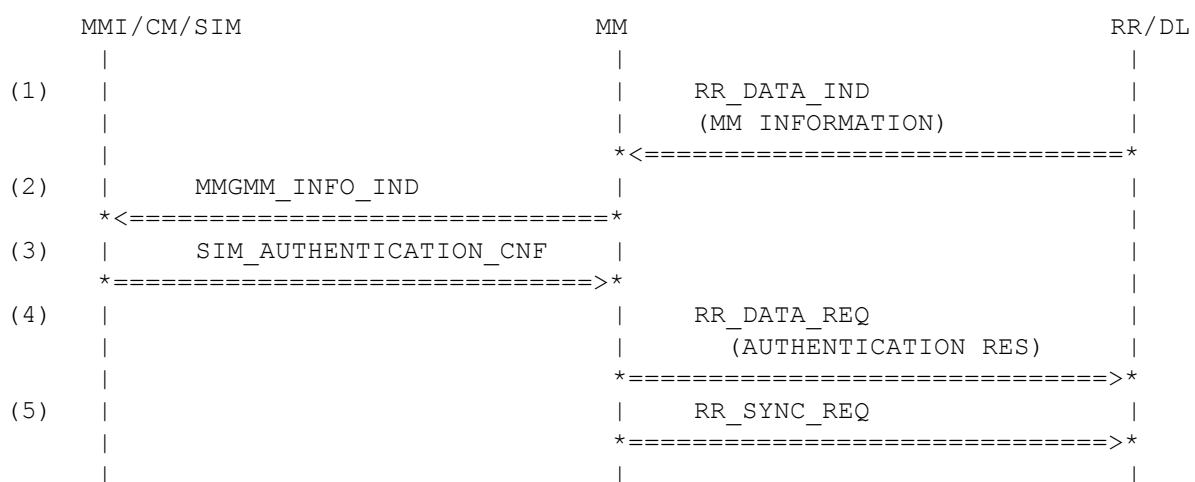 MMI/CM/SIM MM RR/DL
| | |
(1) | | RR_DATA_IND |
| | (MM INFORMATION) |
| *<==============================*
(2) | MMGMM_INFO_IND | |
*<==============================* |
(3) | SIM_AUTHENTICATION_CNF | |
*==============================>* |
(4) | | RR_DATA_REQ |
| | (AUTHENTICATION RES) |
| *==============================>*
(5) | | RR_SYNC_REQ |
| *==============================>*
| | |